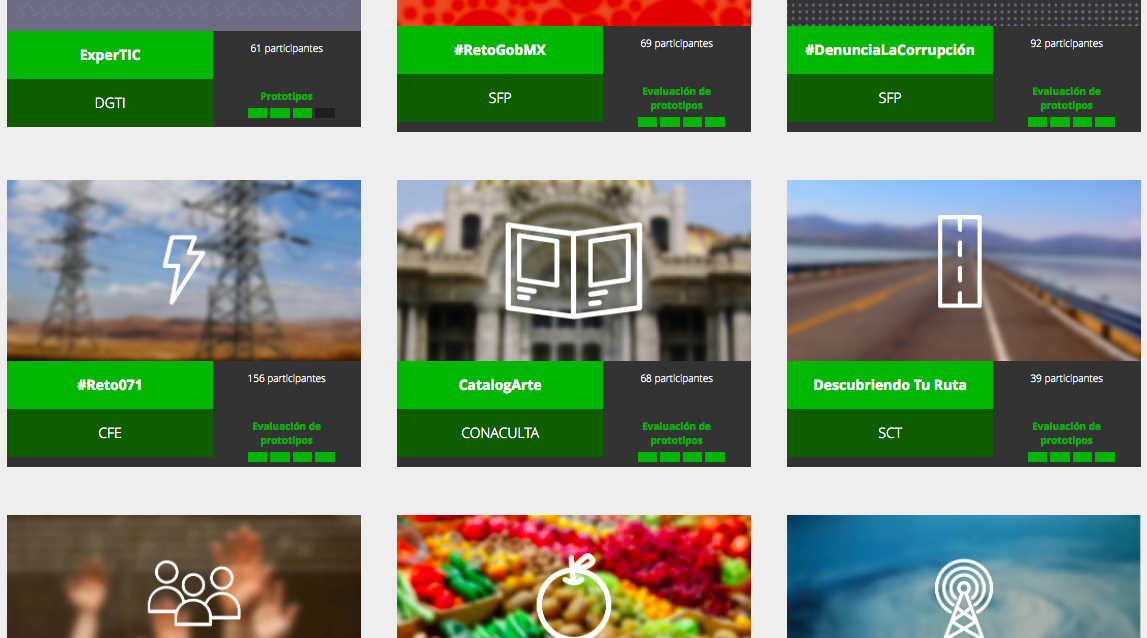 ExperTIC
61 participantes
DGTI
Prototipos
#RetoGobMX
69 participantes
SFP
Evaluación de
prototipos
#DenunciaLaCorrupción
92 participantes
SFP
Evaluación de
prototipos
#Reto071
156 participantes
CFE
Evaluación de
prototipos
CatalogArte
68 participantes
CONACULTA
Evaluación de
prototipos
Descubriendo Tu Ruta
39 participantes
SCT
Evaluación de
prototipos